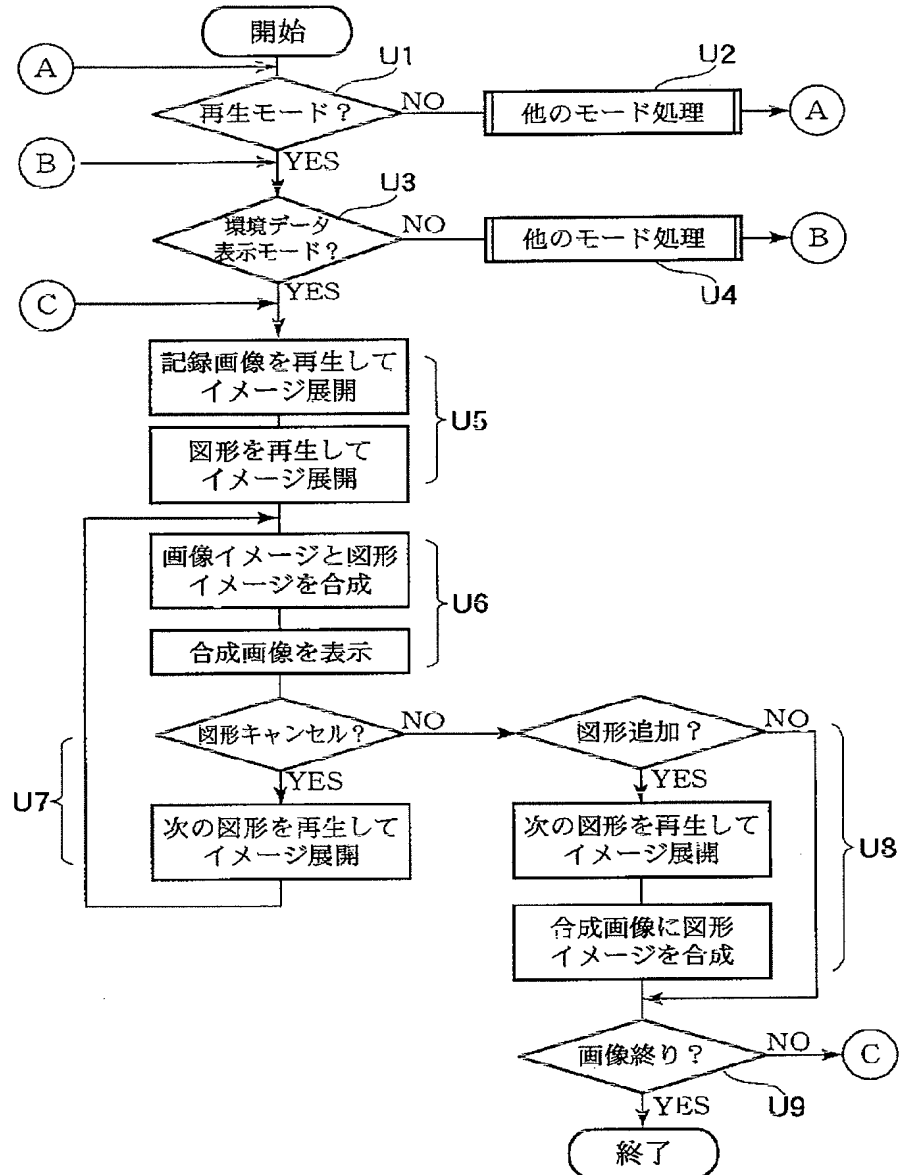 開始
A
U1
U2
再生モード?
NO
他のモード処理
A
B
YES
U3
環境データ
表示モード?
NO
他のモード処理
B
U4
YES
C
記録画像を再生して
イメージ展開
U5
図形を再生して
イメージ展開
画像イメージと図形
イメージを合成
U6
合成画像を表示
図形キャンセル?
NO
図形追加?
NO
YES
YES
U7
次の図形を再生して
イメージ展開
次の図形を再生して
イメージ展開
U8
合成画像に図形
イメージを合成
画像終り?
NO
C
YES
U9
終了